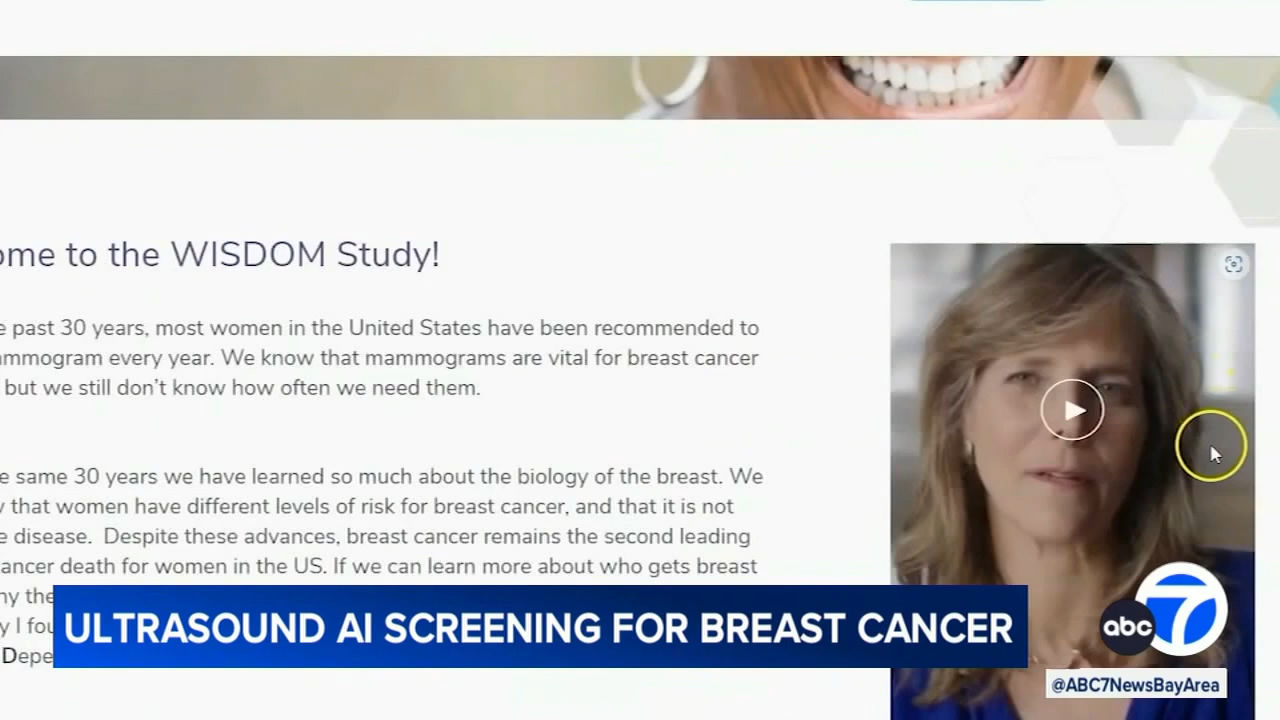 ome to the WISDOM Study!
e past 30 years, most women in the United States have been recommended to
ammogram every year. We know that mammograms are vital for breast cancer
but we still don't know how often we need them.
e same 30 years we have learned so much about the biology of the breast. We
that women have different levels of risk for breast cancer, and that it is not
e disease. Despite these advances, breast cancer remains the second leading
ancer death for women in the US. If we can learn more about who gets breast
hy the
y I fou
Depe
ULTRASOUND AI SCREENING FOR BREAST CANCER
abc 7
@ABC7NewsBayArea